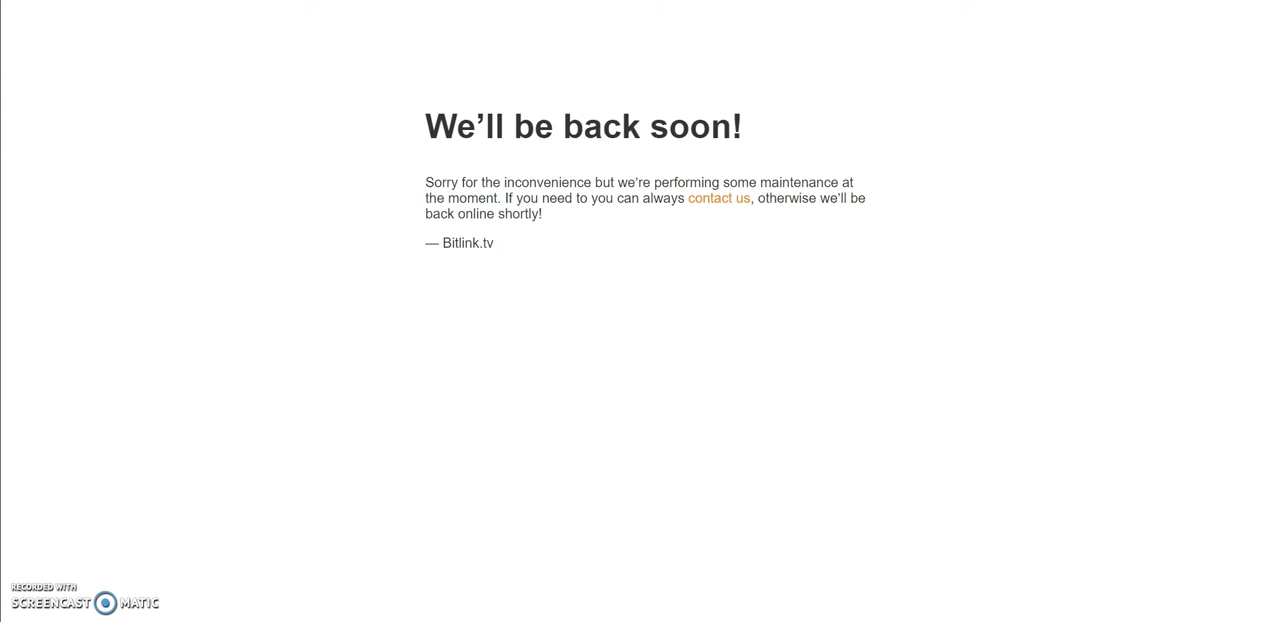 We’ll be back soon!
Sorry for the inconvenience but we’re performing some maintenance at
the moment. If you need to you can always contact us, otherwise we’ll be
back online shortly!
— Bitlink.tv
RECORDED WITH
SCREENCAST MATIC